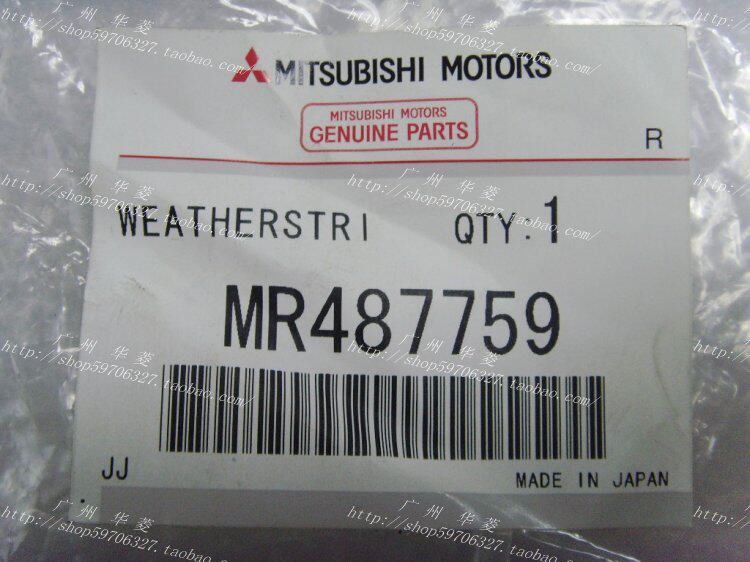 MITSUBISHI MOTORS
MITSUBISHI MOTORS
GENUINE PARTS
R
WEATHERSTRI QTY:1
MR487759
JJ
MADE IN JAPAN
广州 华菱
http://shop59706327.taobao.com/